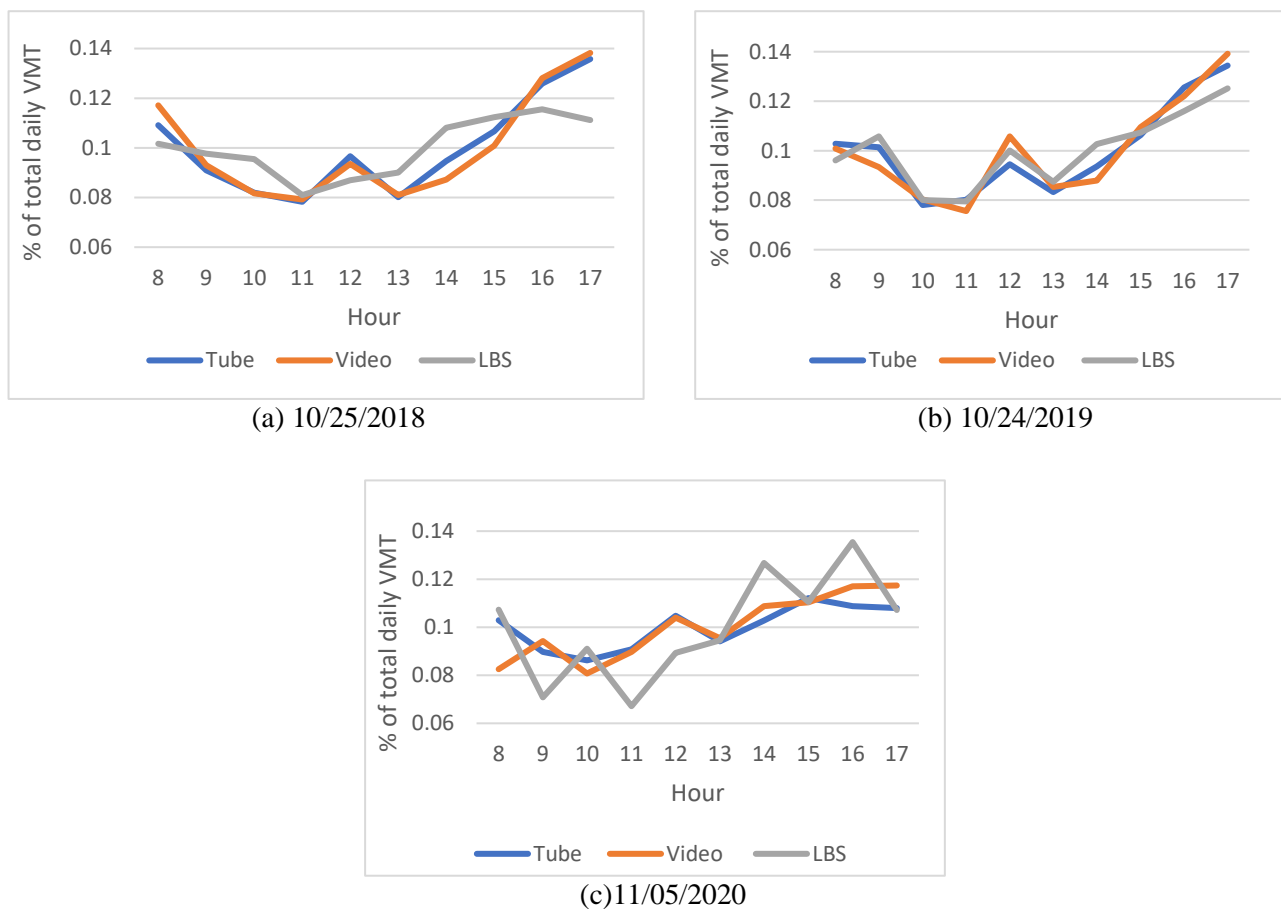 % of total daily VMT
0.14
0.12
0.1
0.08
0.06
8 9 10 11 12 13 14 15 16 17
Hour
Tube Video LBS
(a) 10/25/2018
% of total daily VMT
0.14
0.12
0.1
0.08
0.06
8 9 10 11 12 13 14 15 16 17
Hour
Tube Video LBS
(b) 10/24/2019
% of total daily VMT
0.14
0.12
0.1
0.08
0.06
8 9 10 11 12 13 14 15 16 17
Hour
Tube Video LBS
(c)11/05/2020